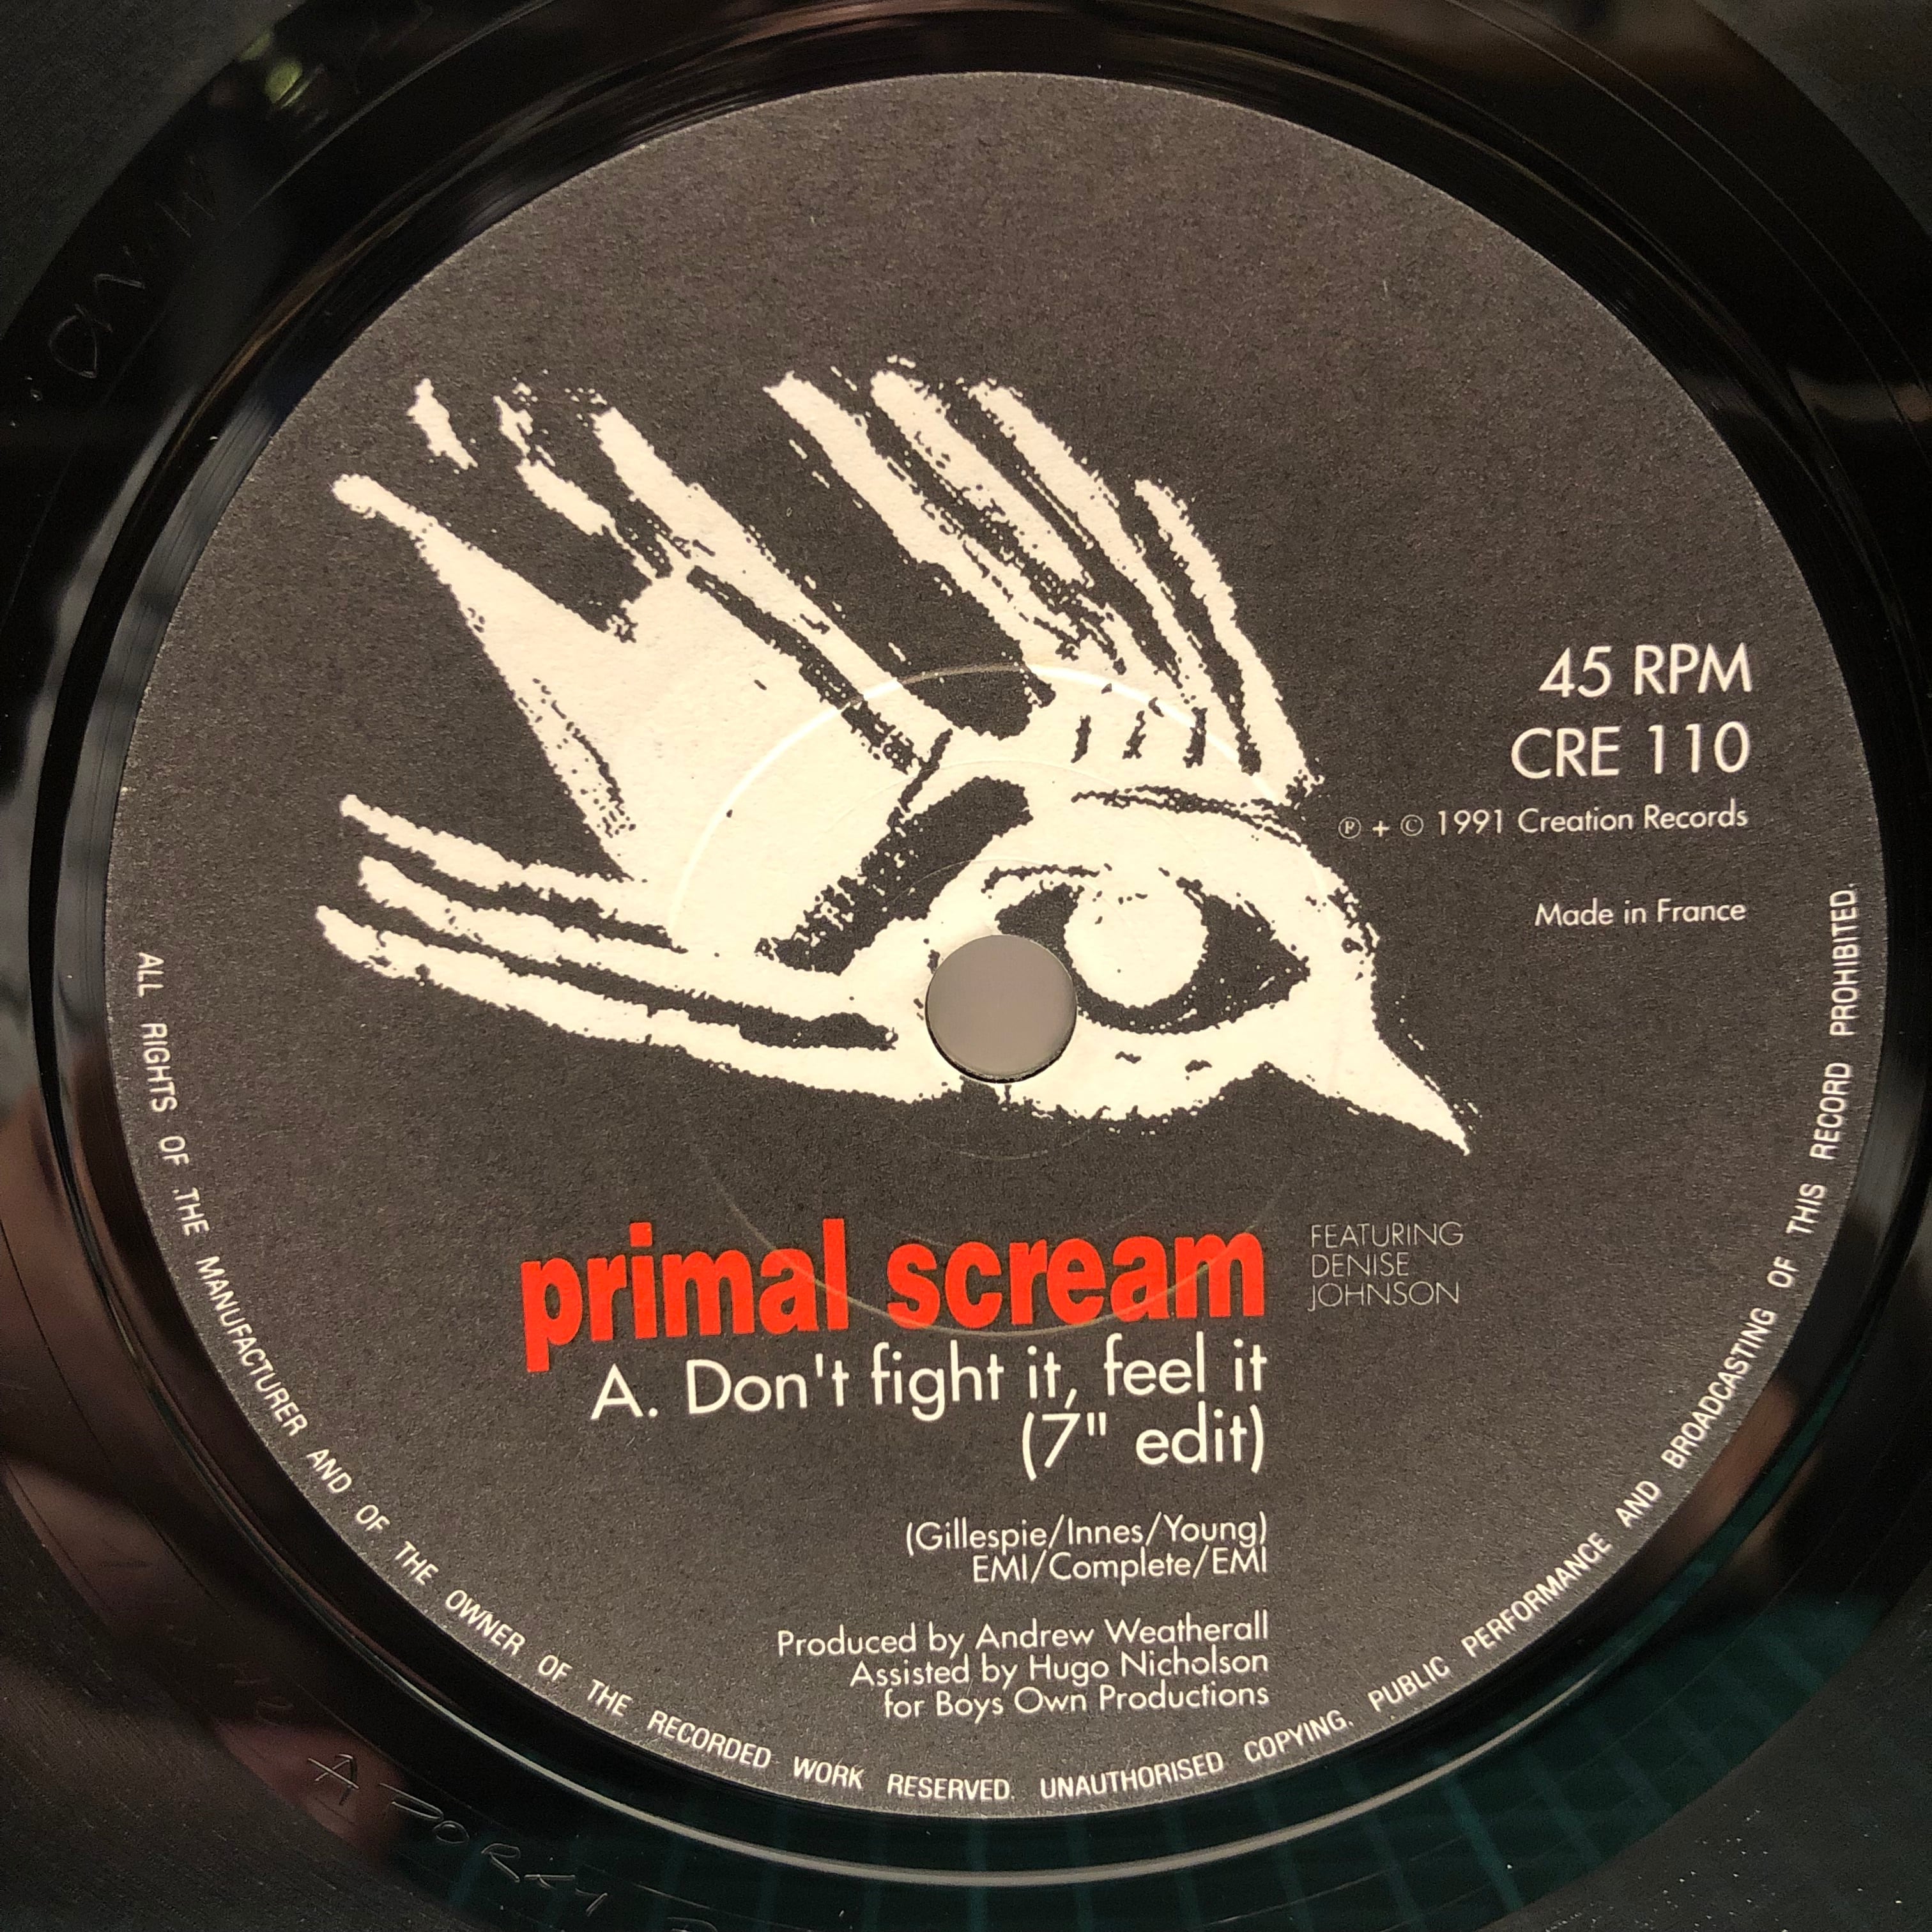 45 RPM
CRE 110
℗ + © 1991 Creation Records
Made in France
primal scream
FEATURING
DENISE
JOHNSON
A. Don't fight it, feel it
(7" edit)
(Gillespie/Innes/Young)
EMI/Complete/EMI
Produced by Andrew Weatherall
Assisted by Hugo Nicholson
for Boys Own Productions
ALL RIGHTS OF THE MANUFACTURER AND OF THE OWNER OF THE RECORDED WORK RESERVED. UNAUTHORISED COPYING. PUBLIC PERFORMANCE AND BROADCASTING OF THIS RECORD PROHIBITED.
A PORKY